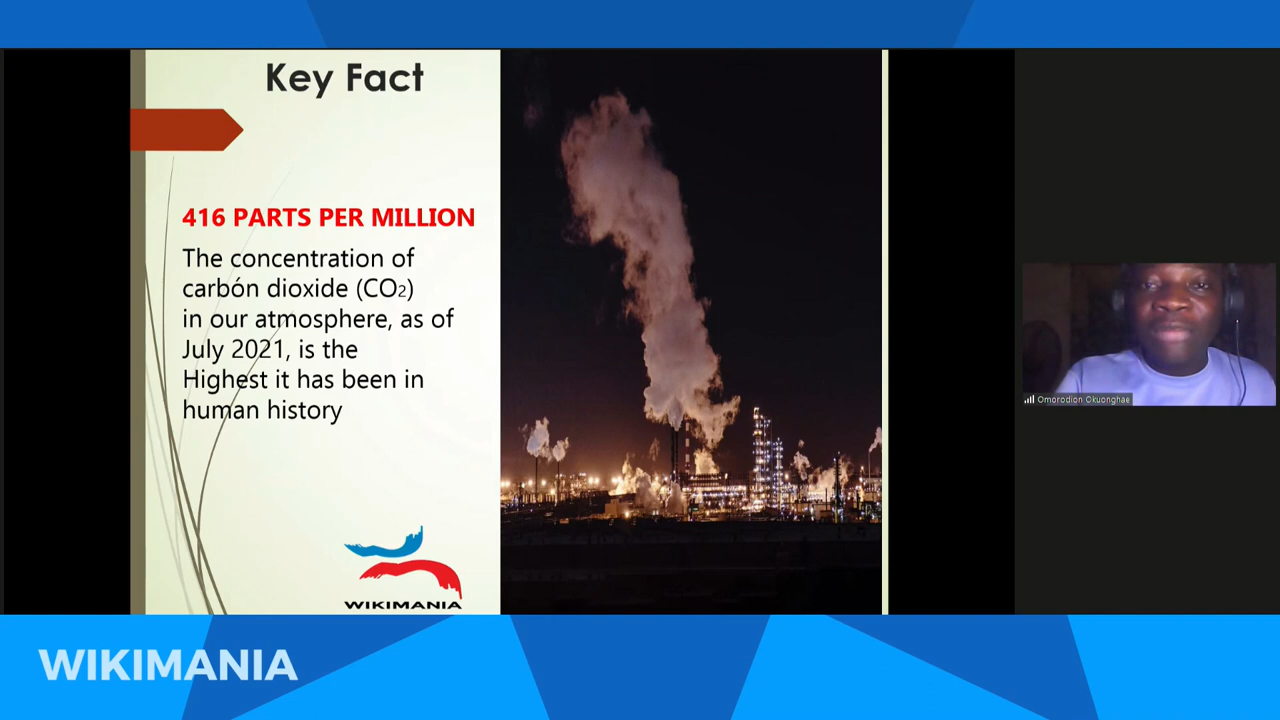 Key Fact
416 PARTS PER MILLION
The concentration of
carbón dioxide (CO₂)
in our atmosphere, as of
July 2021, is the
Highest it has been in
human history
WIKIMANIA
Omorodion Okuonghae
WIKIMANIA